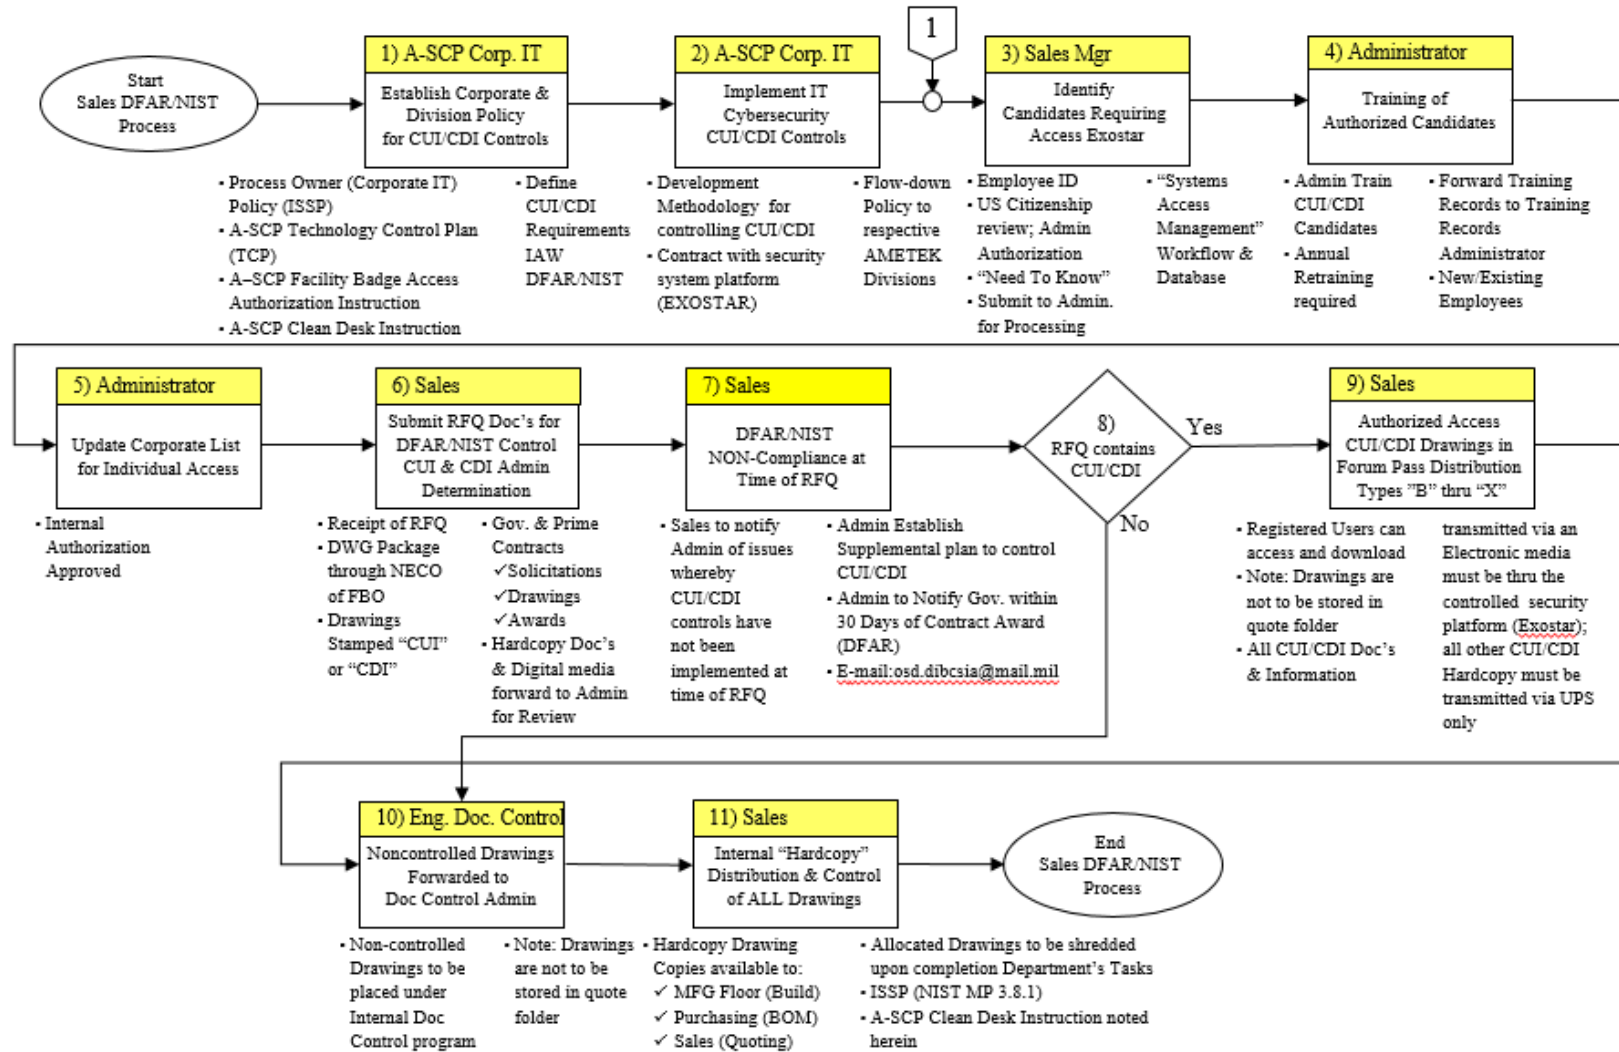 1
Start
Sales DFAR/NIST
Process
1) A-SCP Corp. IT
Establish Corporate &
Division Policy
for CUI/CDI Controls
▪ Process Owner (Corporate IT)
Policy (ISSP)
▪ A-SCP Technology Control Plan
(TCP)
▪ A–SCP Facility Badge Access
Authorization Instruction
▪ A-SCP Clean Desk Instruction
▪ Define
CUI/CDI
Requirements
IAW
DFAR/NIST
2) A-SCP Corp. IT
Implement IT
Cybersecurity
CUI/CDI Controls
▪ Development
Methodology for
controlling CUI/CDI
▪ Contract with security
system platform
(EXOSTAR)
▪ Flow-down
Policy to
respective
AMETEK
Divisions
3) Sales Mgr
Identify
Candidates Requiring
Access Exostar
▪ Employee ID
▪ US Citizenship
review; Admin
Authorization
▪ “Need To Know”
▪ Submit to Admin.
for Processing
▪ “Systems
Access
Management”
Workflow &
Database
4) Administrator
Training of
Authorized Candidates
▪ Admin Train
CUI/CDI
Candidates
▪ Annual
Retraining
required
▪ Forward Training
Records to Training
Records
Administrator
▪ New/Existing
Employees
5) Administrator
Update Corporate List
for Individual Access
▪ Internal
Authorization
Approved
6) Sales
Submit RFQ Doc’s for
DFAR/NIST Control
CUI & CDI Admin
Determination
▪ Receipt of RFQ
▪ DWG Package
through NECO
of FBO
▪ Drawings
Stamped “CUI”
or “CDI”
▪ Gov. & Prime
Contracts
✓Solicitations
✓Drawings
✓Awards
▪ Hardcopy Doc’s
& Digital media
forward to Admin
for Review
7) Sales
DFAR/NIST
NON-Compliance at
Time of RFQ
▪ Sales to notify
Admin of issues
whereby
CUI/CDI
controls have
not been
implemented at
time of RFQ
▪ Admin Establish
Supplemental plan to control
CUI/CDI
▪ Admin to Notify Gov. within
30 Days of Contract Award
(DFAR)
▪ E-mail:osd.dibcsia@mail.mil
8)
RFQ contains
CUI/CDI
Yes
No
9) Sales
Authorized Access
CUI/CDI Drawings in
Forum Pass Distribution
Types ”B” thru “X”
▪ Registered Users can
access and download
▪ Note: Drawings are
not to be stored in
quote folder
▪ All CUI/CDI Doc’s
& Information
transmitted via an
Electronic media
must be thru the
controlled security
platform (Exostar);
all other CUI/CDI
Hardcopy must be
transmitted via UPS
only
10) Eng. Doc. Control
Noncontrolled Drawings
Forwarded to
Doc Control Admin
▪ Non-controlled
Drawings to be
placed under
Internal Doc
Control program
▪ Note: Drawings
are not to be
stored in quote
folder
11) Sales
Internal “Hardcopy”
Distribution & Control
of ALL Drawings
▪ Hardcopy Drawing
Copies available to:
✓ MFG Floor (Build)
✓ Purchasing (BOM)
✓ Sales (Quoting)
▪ Allocated Drawings to be shredded
upon completion Department’s Tasks
▪ ISSP (NIST MP 3.8.1)
▪ A-SCP Clean Desk Instruction noted
herein
End
Sales DFAR/NIST
Process